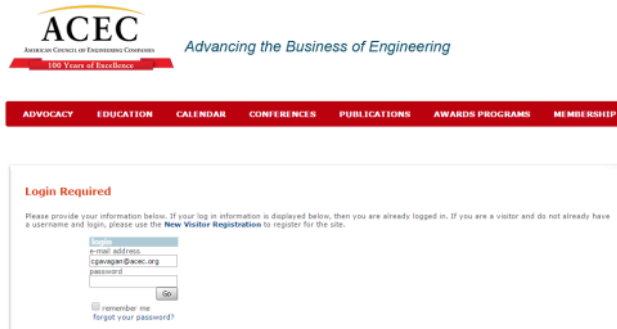 ACEC
AMERICAN COUNCIL OF ENGINEERING COMPANIES
100 Years of Excellence
Advancing the Business of Engineering
ADVOCACY EDUCATION CALENDAR CONFERENCES PUBLICATIONS AWARDS PROGRAMS MEMBERSHIP
Login Required
Please provide your information below. If your log in information is displayed below, then you are already logged in. If you are a visitor and do not already have
a username and login, please use the New Visitor Registration to register for the site.
login
e-mail address
cgavagan@acec.org
password
Go
remember me
forgot your password?